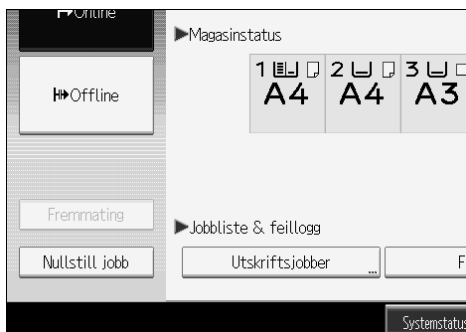 Online
Offline
Fremmating
Nullstill jobb
▶Magasinstatus
1 2 3
A4 A4 A3
▶Jobbliste & feillogg
Utskriftsjobber ...
F
Systemstatus